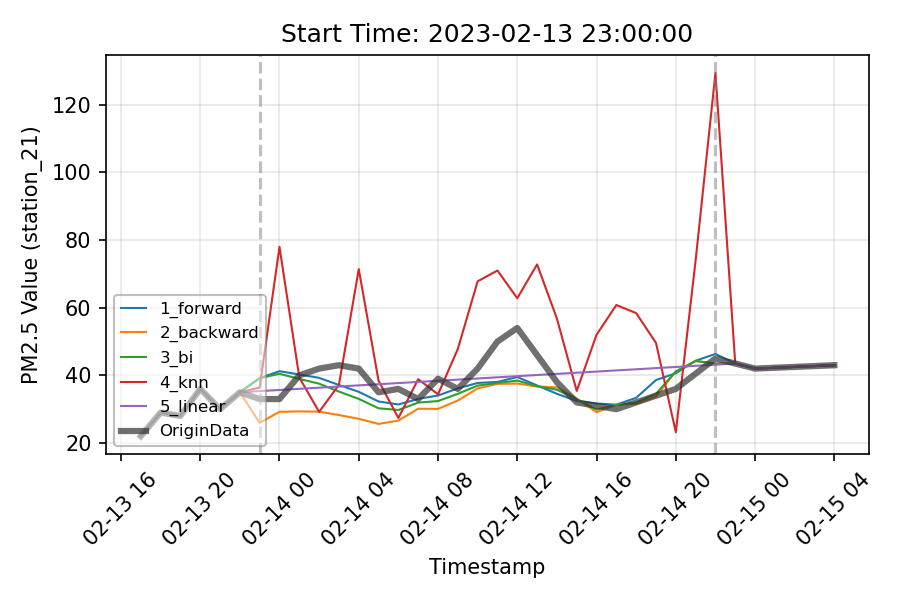 Start Time: 2023-02-13 23:00:00
PM2.5 Value (station_21)
120
100
80
60
40
20
1_forward
2_backward
3_bi
4_knn
5_linear
OriginData
02-13 16
02-13 20
02-14 00
02-14 04
02-14 08
02-14 12
02-14 16
02-14 20
02-15 00
02-15 04
Timestamp